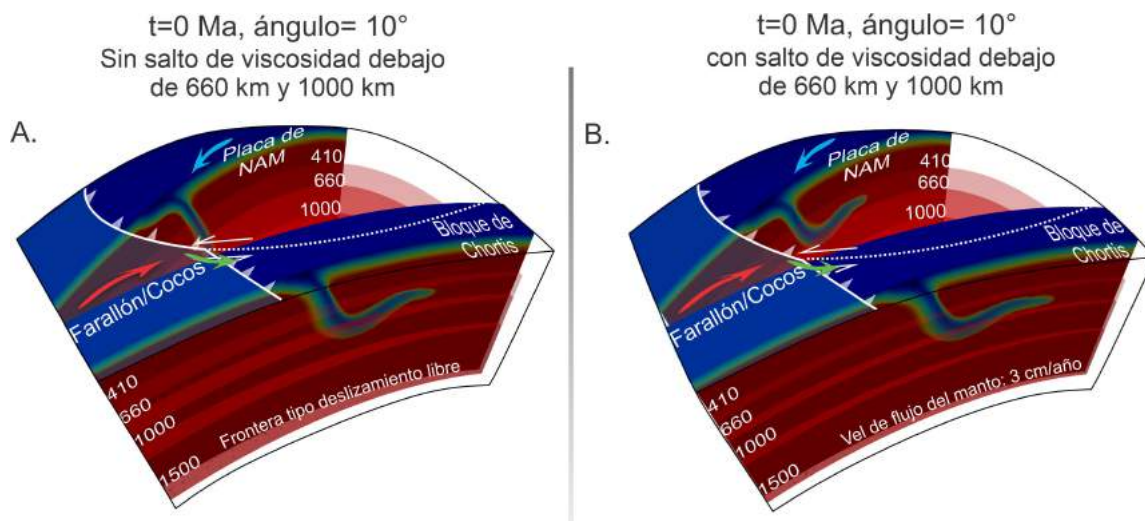 t=0 Ma, ángulo= 10°
Sin salto de viscosidad debajo
de 660 km y 1000 km
A.
Placa de
NAM
410
660
1000
Bloque de
Chortis
Farallón/Cocos
410
660
1000
1500
Frontera tipo deslizamiento libre
t=0 Ma, ángulo= 10°
con salto de viscosidad debajo
de 660 km y 1000 km
B.
Placa de
NAM
410
660
1000
Bloque de
Chortis
Farallón/Cocos
410
660
1000
1500
Vel de flujo del manto: 3 cm/año